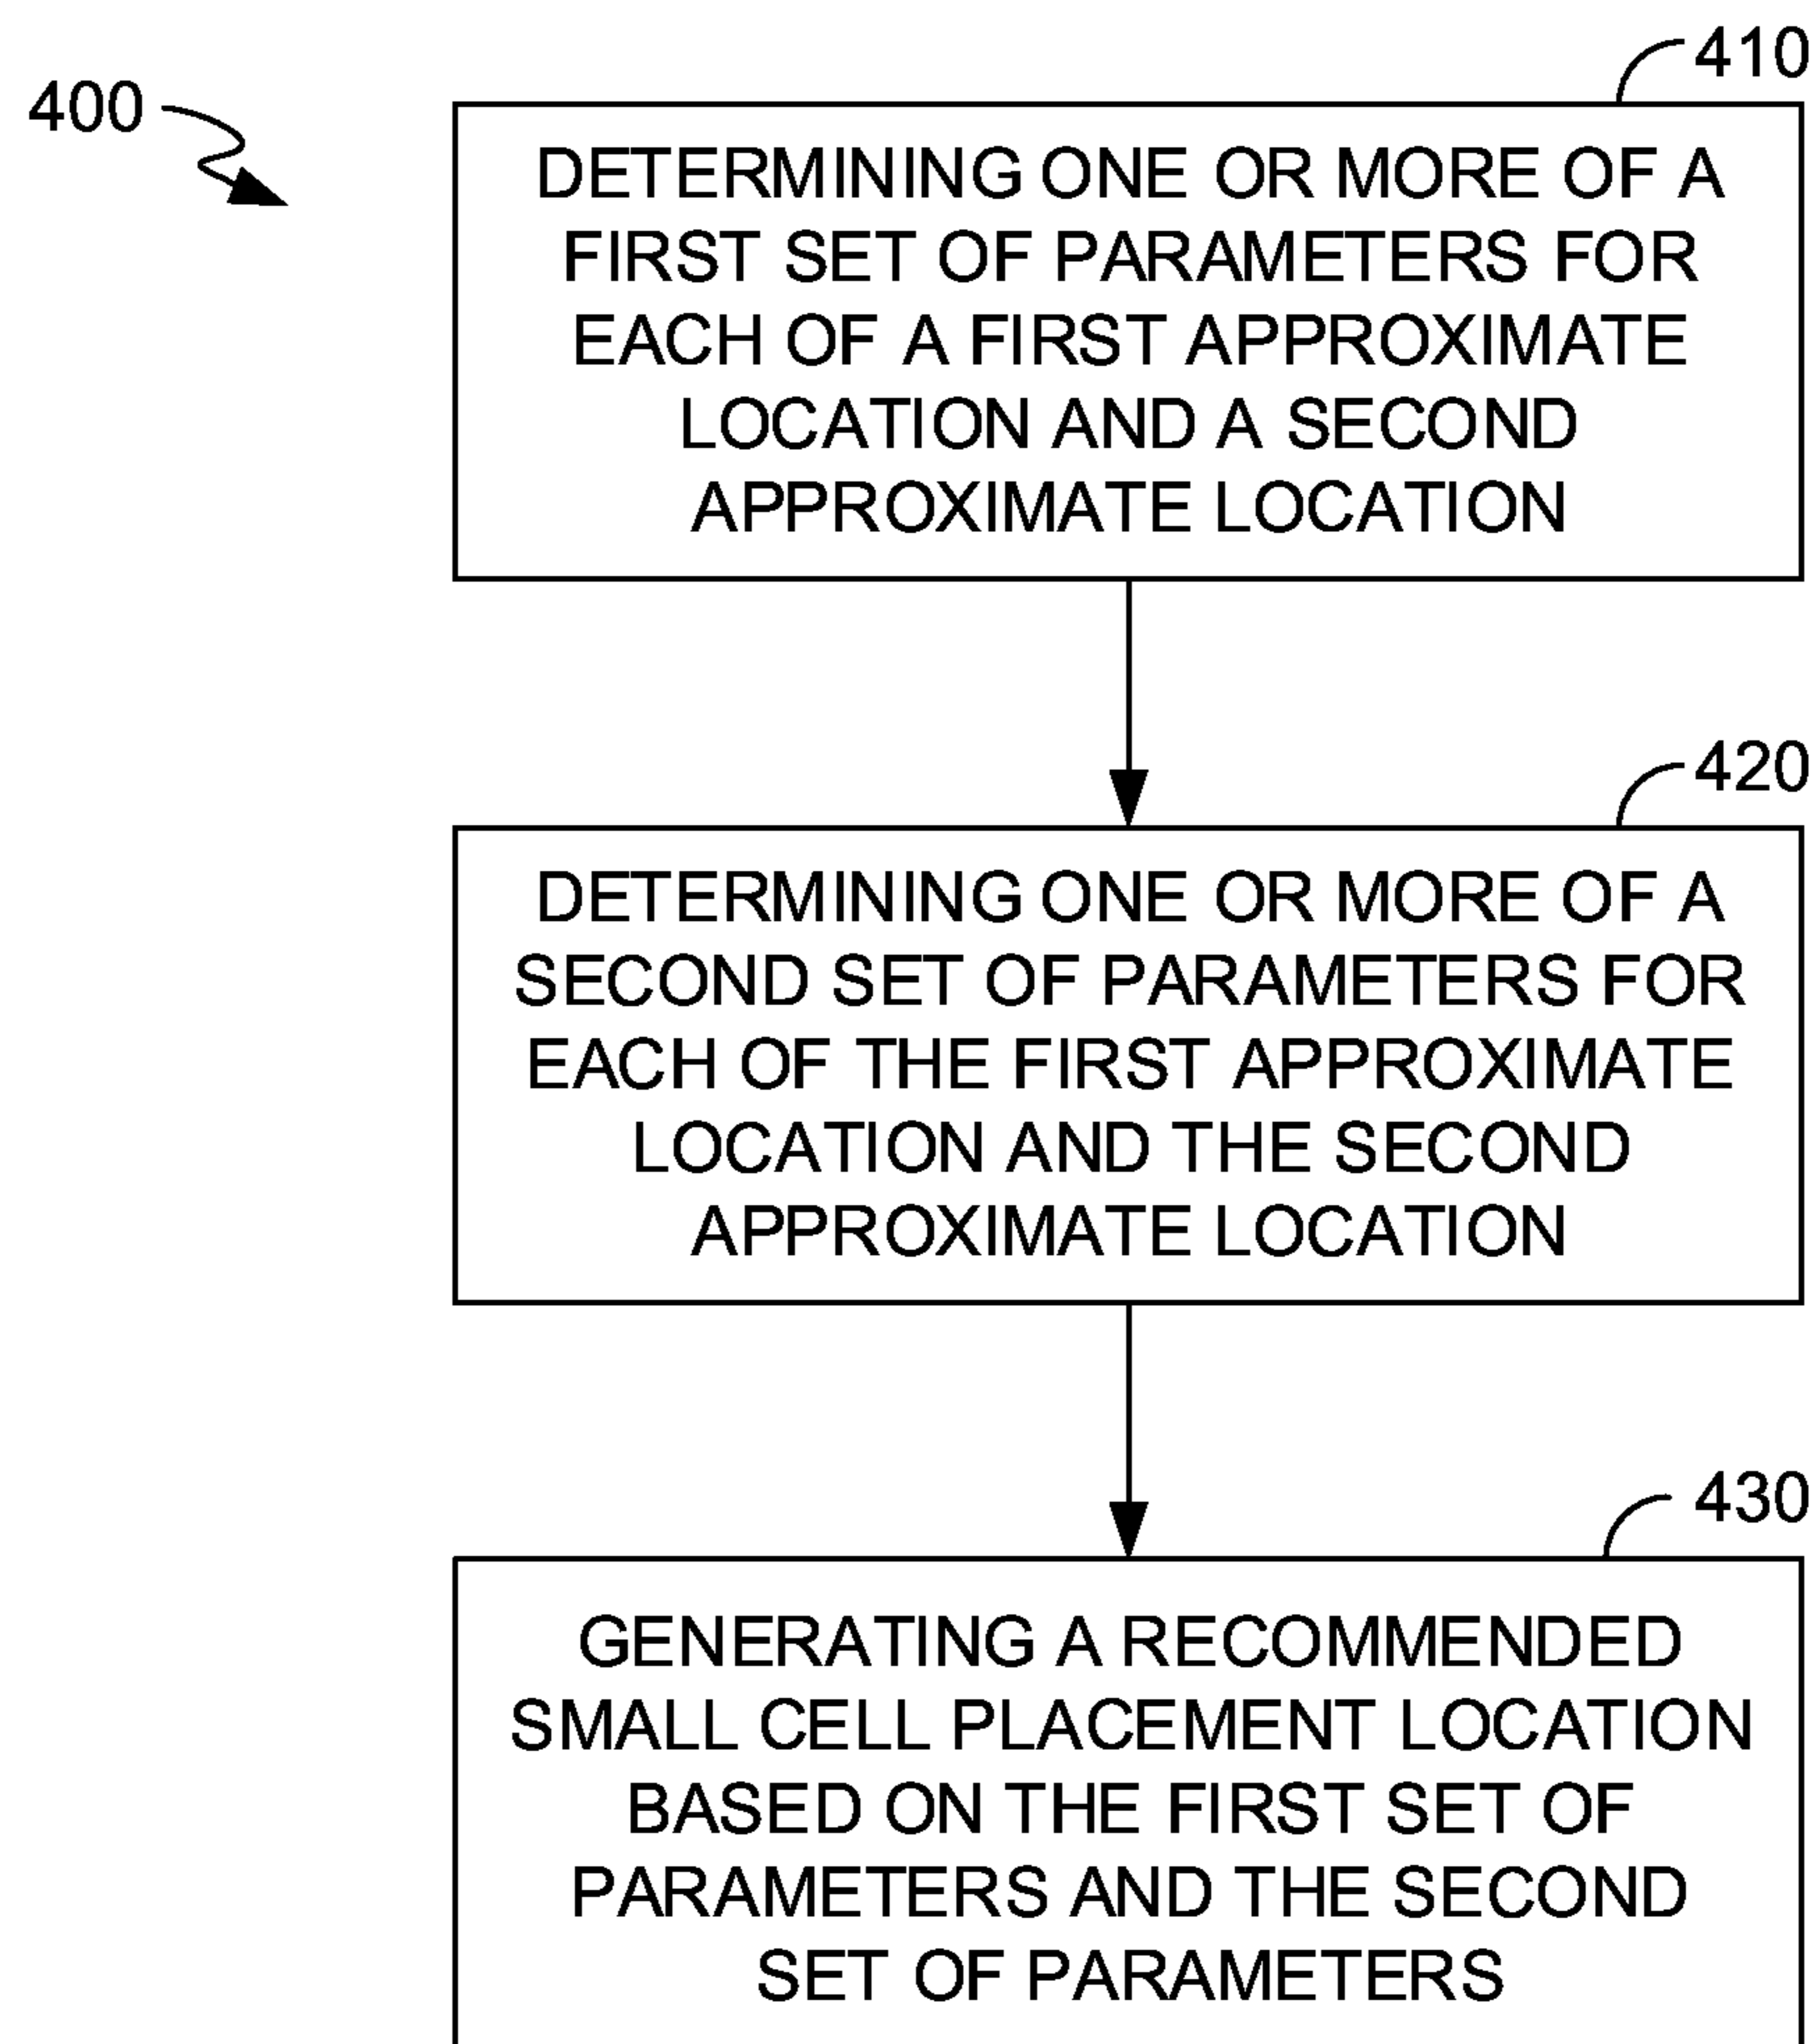 400
410
DETERMINING ONE OR MORE OF A
FIRST SET OF PARAMETERS FOR
EACH OF A FIRST APPROXIMATE
LOCATION AND A SECOND
APPROXIMATE LOCATION
420
DETERMINING ONE OR MORE OF A
SECOND SET OF PARAMETERS FOR
EACH OF THE FIRST APPROXIMATE
LOCATION AND THE SECOND
APPROXIMATE LOCATION
430
GENERATING A RECOMMENDED
SMALL CELL PLACEMENT LOCATION
BASED ON THE FIRST SET OF
PARAMETERS AND THE SECOND
SET OF PARAMETERS